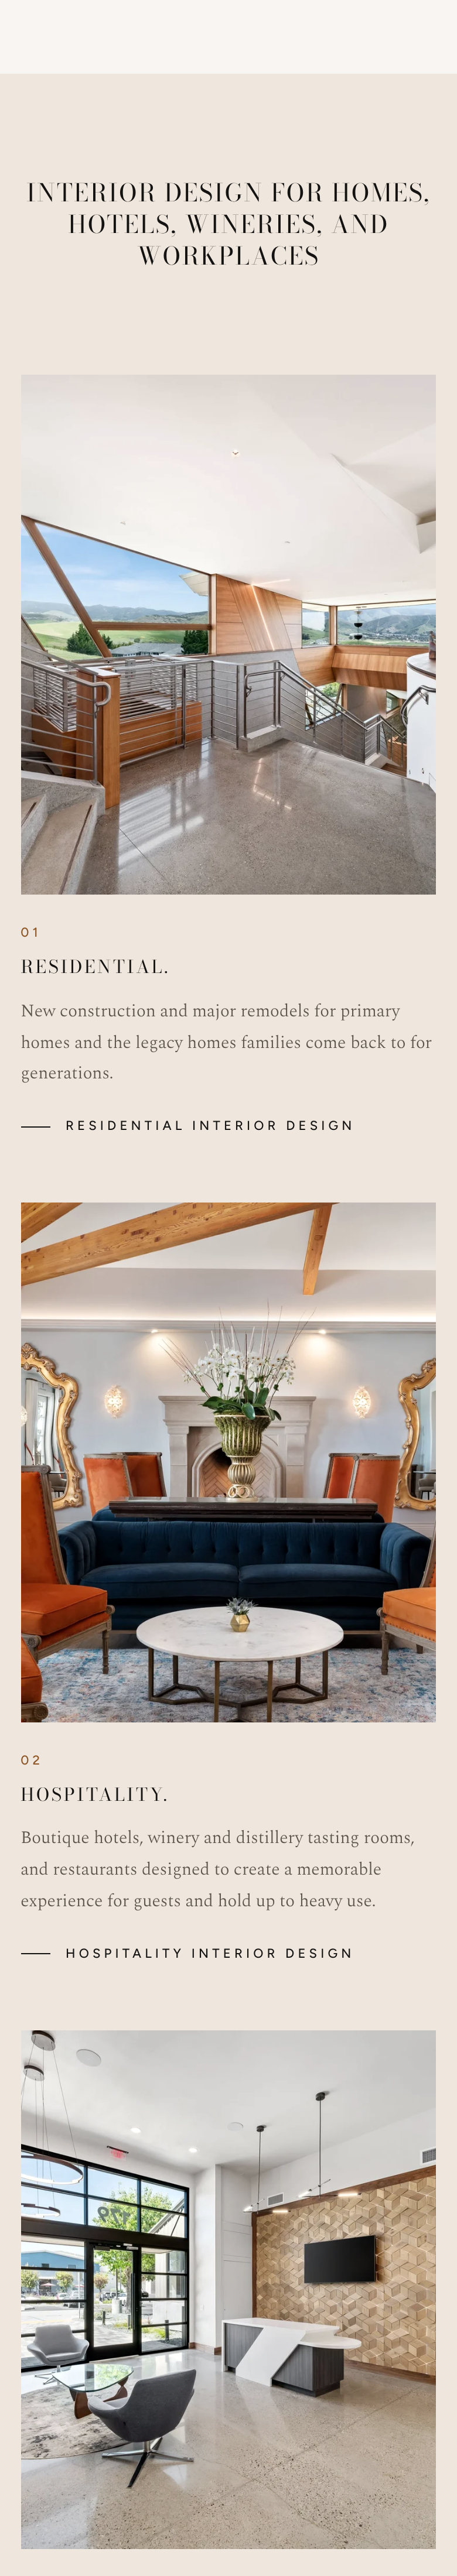 INTERIOR DESIGN FOR HOMES,
HOTELS, WINERIES, AND
WORKPLACES
01
RESIDENTIAL.
New construction and major remodels for primary
homes and the legacy homes families come back to for
generations.
RESIDENTIAL INTERIOR DESIGN
02
HOSPITALITY.
Boutique hotels, winery and distillery tasting rooms,
and restaurants designed to create a memorable
experience for guests and hold up to heavy use.
HOSPITALITY INTERIOR DESIGN